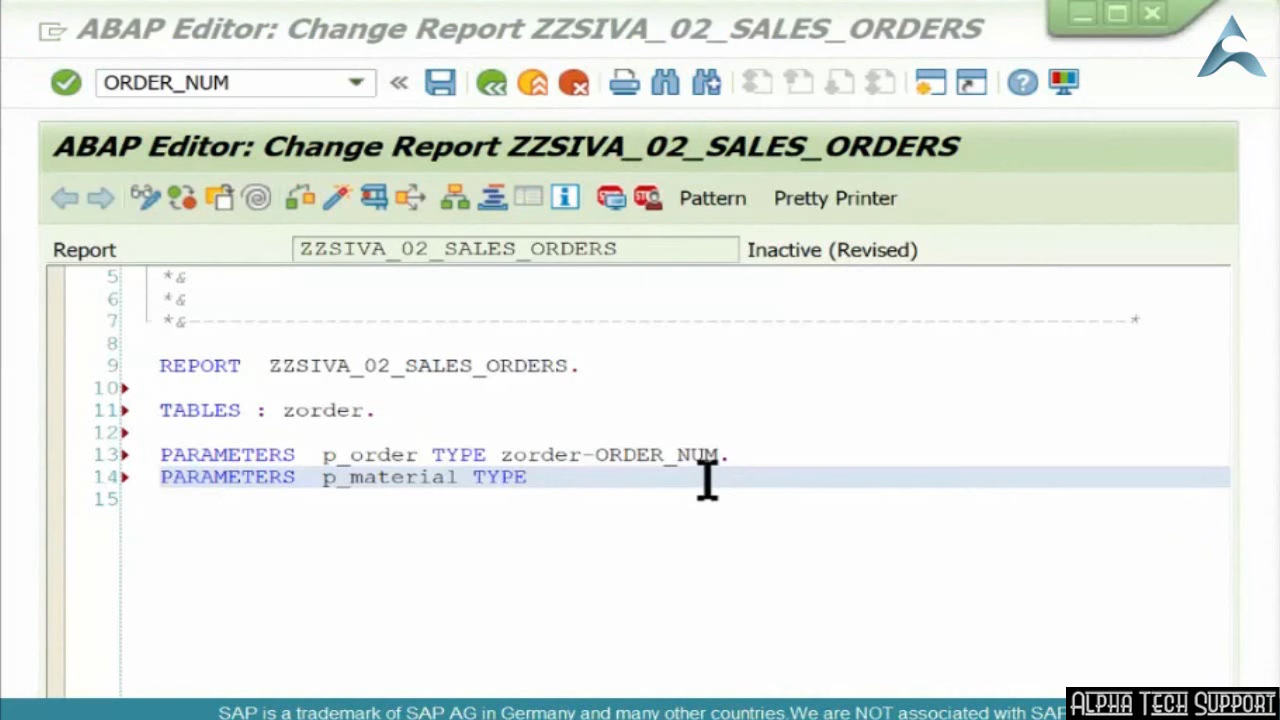 ABAP Editor: Change Report ZZSIVA_02_SALES_ORDERS
ORDER_NUM
ABAP Editor: Change Report ZZSIVA_02_SALES_ORDERS
Pattern Pretty Printer
Report ZZSIVA_02_SALES_ORDERS Inactive (Revised)
5 *&
6 *&
7 *&---------------------------------------------------------------------*
8
9 REPORT ZZSIVA_02_SALES_ORDERS.
10
11 TABLES : zorder.
12
13 PARAMETERS p_order TYPE zorder-ORDER_NUM.
14 PARAMETERS p_material TYPE
15
SAP is a trademark of SAP AG in Germany and many other countries.We are NOT associated with SAP
ALPHA TECH SUPPORT